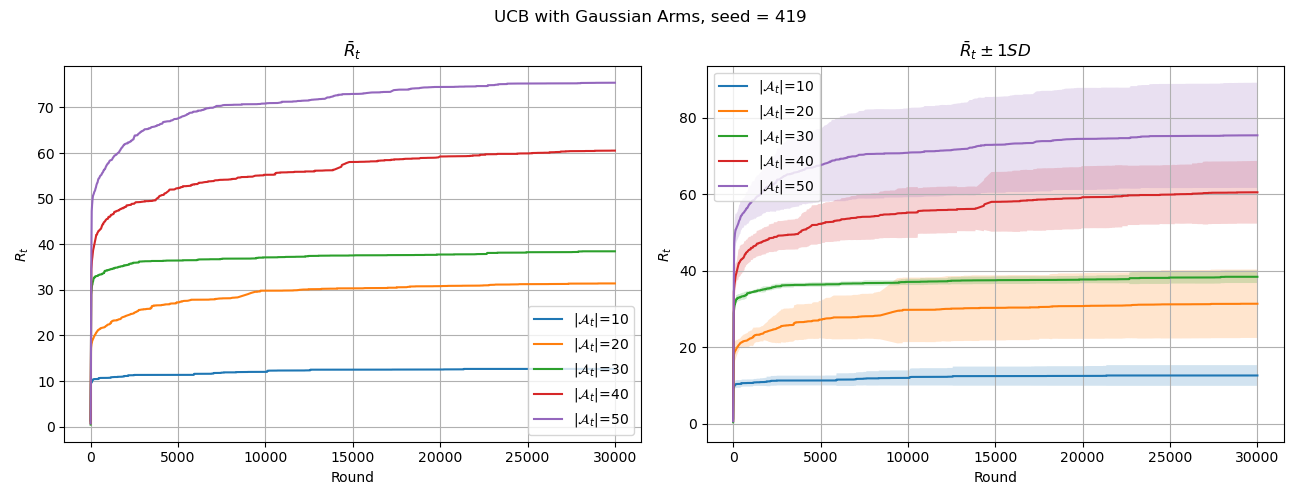 UCB with Gaussian Arms, seed = 419
R̄ₜ
Rₜ
70
60
50
40
30
20
10
0
|𝒜ₜ|=10
|𝒜ₜ|=20
|𝒜ₜ|=30
|𝒜ₜ|=40
|𝒜ₜ|=50
0 5000 10000 15000 20000 25000 30000
Round
R̄ₜ ± 1SD
Rₜ
80
60
40
20
0
|𝒜ₜ|=10
|𝒜ₜ|=20
|𝒜ₜ|=30
|𝒜ₜ|=40
|𝒜ₜ|=50
0 5000 10000 15000 20000 25000 30000
Round